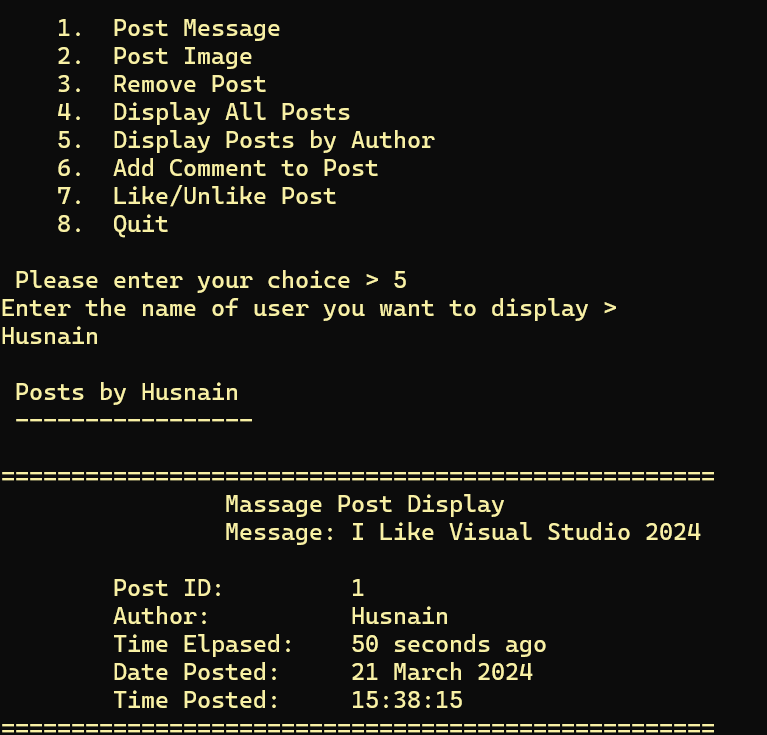 1. Post Message
2. Post Image
3. Remove Post
4. Display All Posts
5. Display Posts by Author
6. Add Comment to Post
7. Like/Unlike Post
8. Quit
Please enter your choice > 5
Enter the name of user you want to display >
Husnain
Posts by Husnain
-----------------
===================================================
Massage Post Display
Message: I Like Visual Studio 2024
Post ID: 1
Author: Husnain
Time Elpased: 50 seconds ago
Date Posted: 21 March 2024
Time Posted: 15:38:15
===================================================